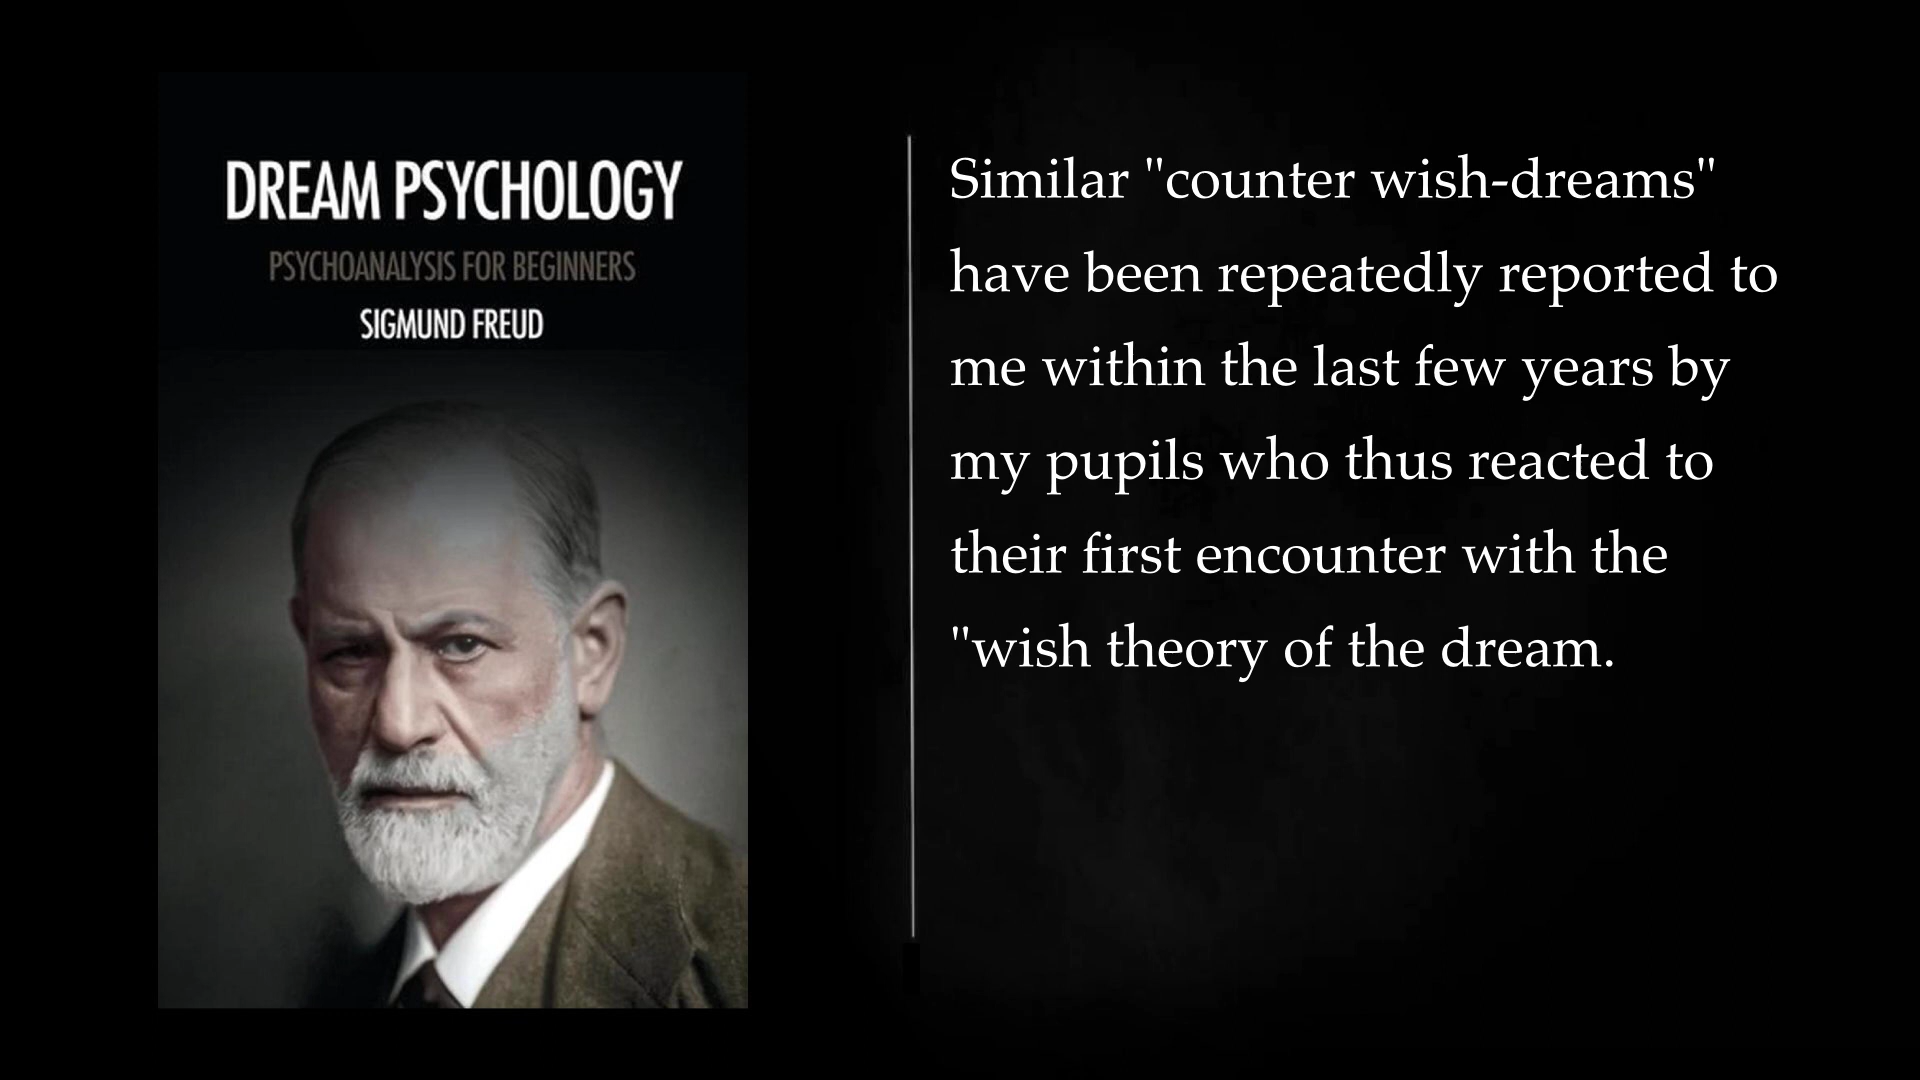 DREAM PSYCHOLOGY
PSYCHOANALYSIS FOR BEGINNERS
SIGMUND FREUD
Similar "counter wish-dreams"
have been repeatedly reported to
me within the last few years by
my pupils who thus reacted to
their first encounter with the
"wish theory of the dream.